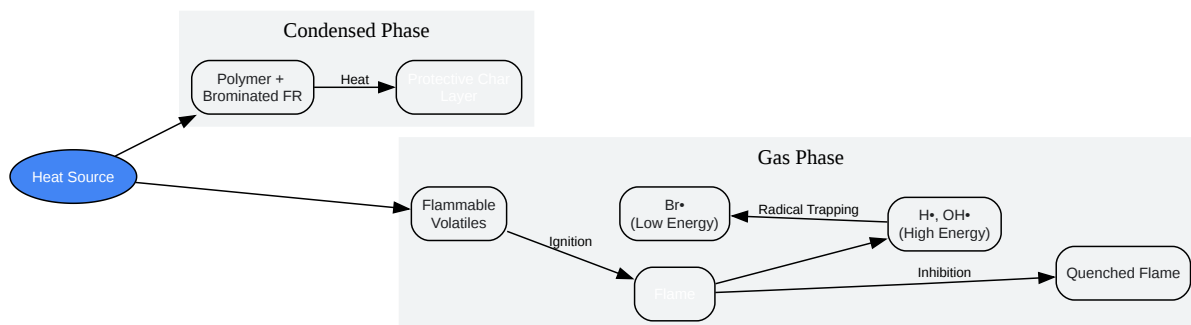 Condensed Phase
Polymer +
Brominated FR
Heat
Protective Char
Layer
Heat Source
Gas Phase
Flammable
Volatiles
Ignition
Br•
(Low Energy)
Radical Trapping
H•, OH•
(High Energy)
Flame
Inhibition
Quenched Flame